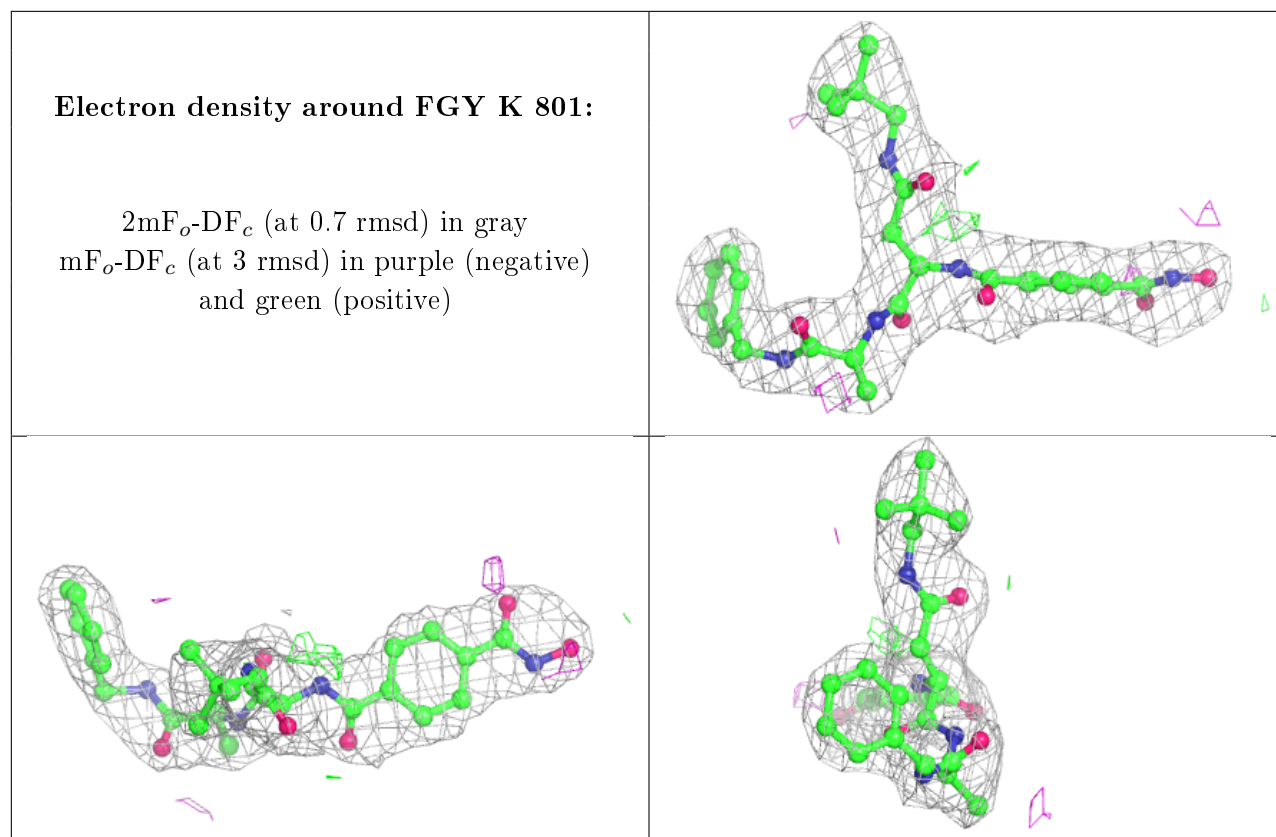 Electron density around FGY K 801:
2mFo-DFc (at 0.7 rmsd) in gray
mFo-DFc (at 3 rmsd) in purple (negative)
and green (positive)